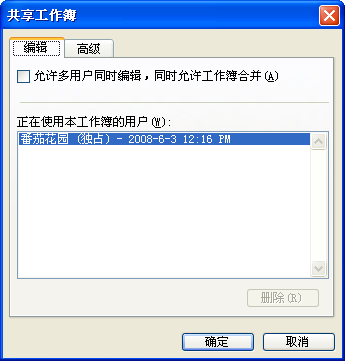 共享工作簿
编辑 高级
允许多用户同时编辑，同时允许工作簿合并(A)
正在使用本工作簿的用户(W):
番茄花园 (独占) - 2008-6-3 12:16 PM
删除(R)
确定 取消